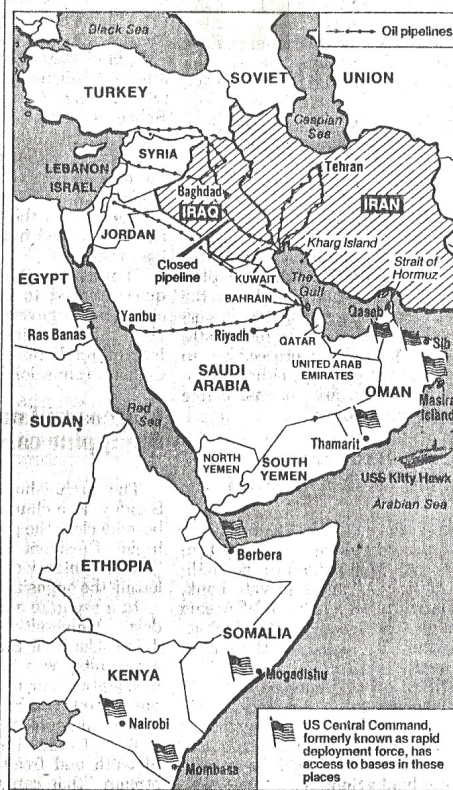 Black Sea
Oil pipelines
TURKEY
SOVIET
UNION
Caspian
Sea
SYRIA
LEBANON
ISRAEL
Tehran
Baghdad
IRAQ
IRAN
JORDAN
Closed
pipeline
Kharg Island
KUWAIT
The
Gulf
Strait of
Hormuz
EGYPT
BAHRAIN
Qasab
Ras Banas
Yanbu
Riyadh
QATAR
Sib
SAUDI
ARABIA
UNITED ARAB
EMIRATES
OMAN
Masira
Island
SUDAN
Red
Sea
Thamarit
NORTH
YEMEN
SOUTH
YEMEN
USS Kitty Hawk
Arabian Sea
Berbera
ETHIOPIA
SOMALIA
KENYA
Mogadishu
Nairobi
Mombasa
US Central Command,
formerly known as rapid
deployment force, has
access to bases in these
places